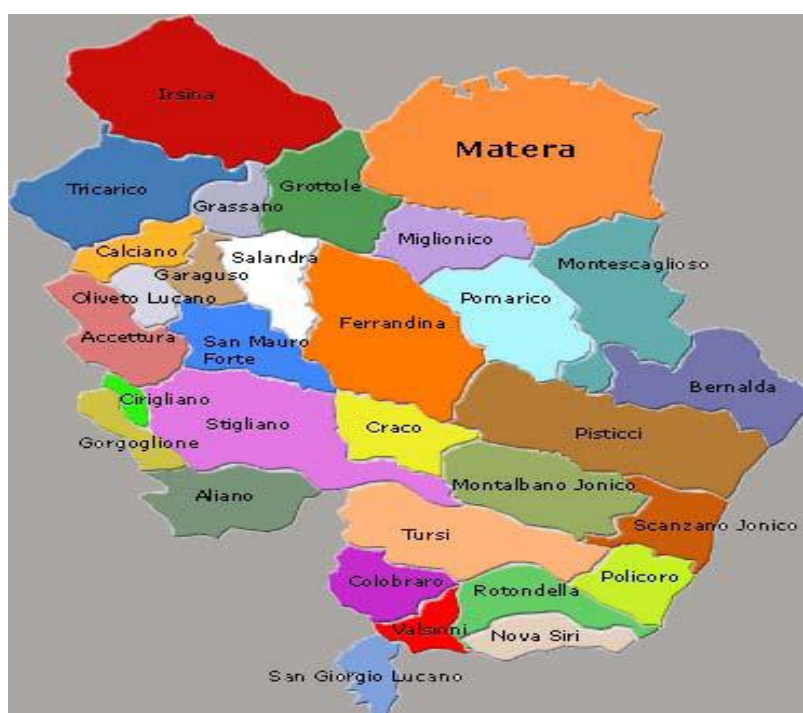 Irsina
Matera
Tricarico
Grottole
Grassano
Miglionico
Calciano
Salandra
Montescaglioso
Garaguso
Oliveto Lucano
Pomarico
Ferrandina
Accettura
San Mauro
Forte
Bernalda
Cirigliano
Stigliano
Craco
Pisticci
Gorgoglione
Montalbano Jonico
Aliano
Scanzano Jonico
Tursi
Colobraro
Policoro
Rotondella
Valsinni
Nova Siri
San Giorgio Lucano